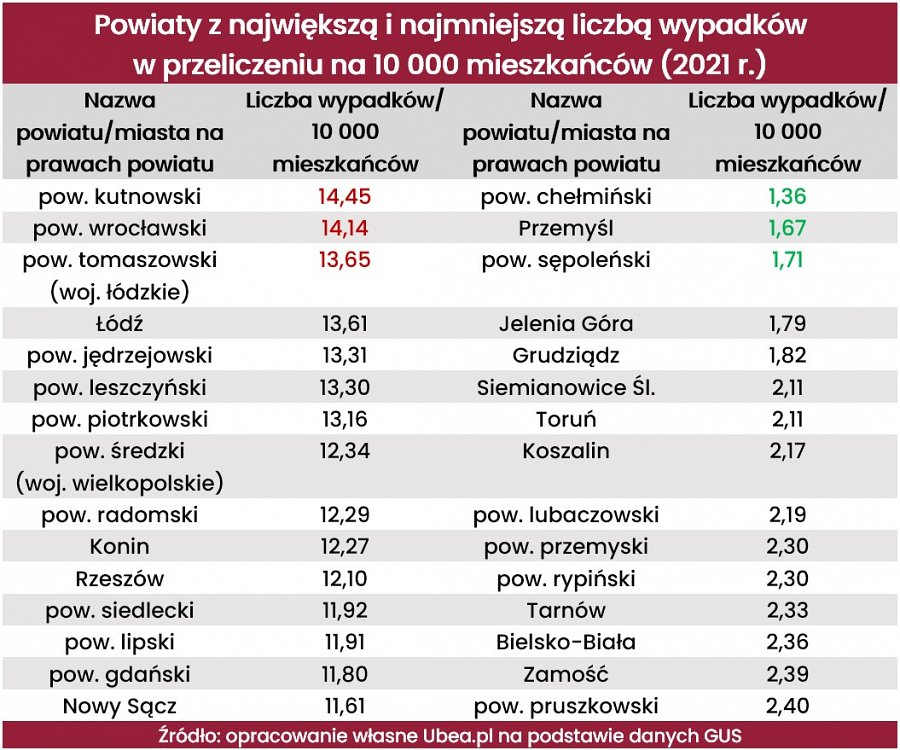 Powiaty z największą i najmniejszą liczbą wypadków
w przeliczeniu na 10 000 mieszkańców (2021 r.)
Nazwa powiatu/miasta na prawach powiatu Liczba wypadków/ 10 000 mieszkańców Nazwa powiatu/miasta na prawach powiatu Liczba wypadków/ 10 000 mieszkańców
pow. kutnowski 14,45 pow. chełmiński 1,36
pow. wrocławski 14,14 Przemyśl 1,67
pow. tomaszowski 13,65 pow. sępoleński 1,71
(woj. łódzkie)
Łódź 13,61 Jelenia Góra 1,79
pow. jędrzejowski 13,31 Grudziądz 1,82
pow. leszczyński 13,30 Siemianowice Śl. 2,11
pow. piotrkowski 13,16 Toruń 2,11
pow. średzki 12,34 Koszalin 2,17
(woj. wielkopolskie)
pow. radomski 12,29 pow. lubaczowski 2,19
Konin 12,27 pow. przemyski 2,30
Rzeszów 12,10 pow. rypiński 2,30
pow. siedlecki 11,92 Tarnów 2,33
pow. lipski 11,91 Bielsko-Biała 2,36
pow. gdański 11,80 Zamość 2,39
Nowy Sącz 11,61 pow. pruszkowski 2,40
Źródło: opracowanie własne Ubea.pl na podstawie danych GUS